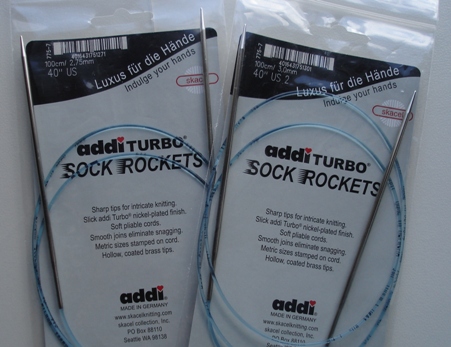 775-7
100cm/ 2.75mm
40" US
Luxus für die Hände
Indulge your hands
skacel
addi TURBO®
SOCK ROCKETS
Sharp tips for intricate knitting.
Slick addi Turbo® nickel-plated finish.
Soft pliable cords.
Smooth joins eliminate snagging.
Metric sizes stamped on cord.
Hollow, coated brass tips.
addi
MADE IN GERMANY
www.skacelknitting.com
skacel collection, Inc.
PO Box 88110
Seattle WA 98138
775-7
100cm/ 3.0mm
40" US 2
Luxus für die Hände
Indulge your hands
skacel
addi TURBO®
SOCK ROCKETS
Sharp tips for intricate knitting.
Slick addi Turbo® nickel-plated finish.
Soft pliable cords.
Smooth joins eliminate snagging.
Metric sizes stamped on cord.
Hollow, coated brass tips.
addi
MADE IN GERMANY
www.skacelknitting.com
skacel collection, Inc.
PO Box 88110
Seattle WA 98138